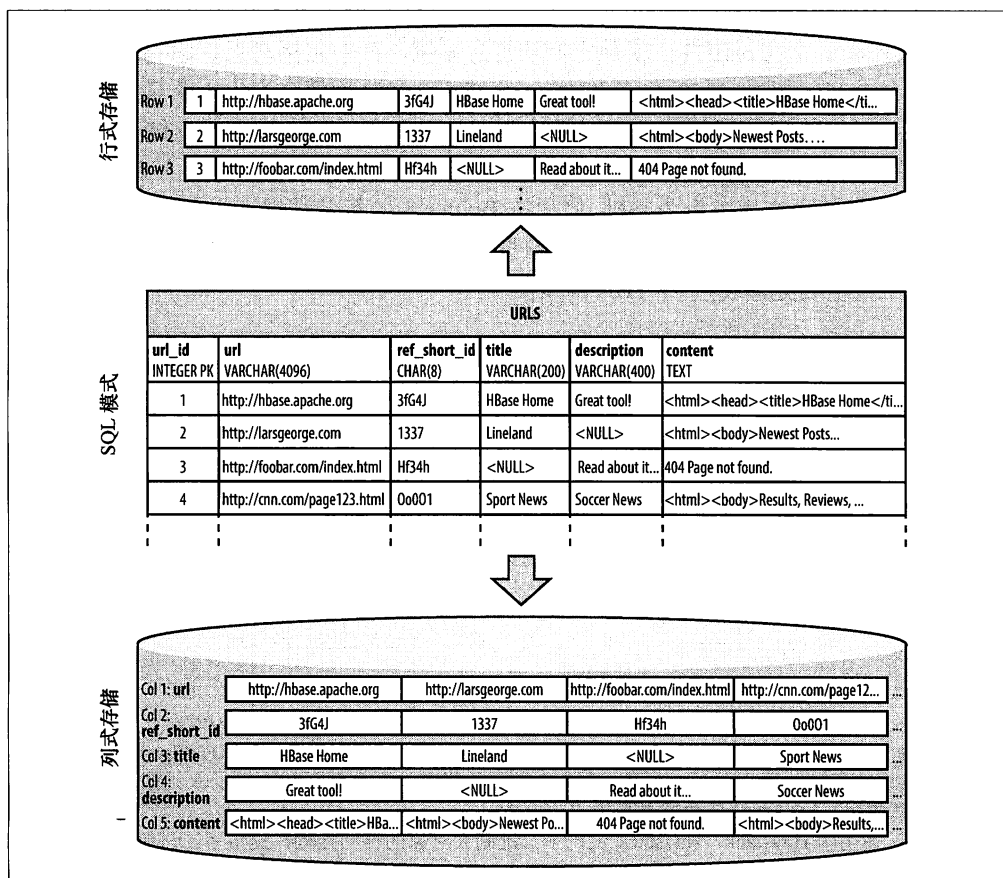 行式存储
Row 1 1 http://hbase.apache.org 3fG4J HBase Home Great tool! <html><head><title>HBase Home</ti...
Row 2 2 http://larsgeorge.com 1337 Lineland <NULL> <html><body>Newest Posts....
Row 3 3 http://foobar.com/index.html Hf34h <NULL> Read about it... 404 Page not found.
SQL 模式
URLS
url_id url ref_short_id title description content
INTEGER PK VARCHAR(4096) CHAR(8) VARCHAR(200) VARCHAR(400) TEXT
1 http://hbase.apache.org 3fG4J HBase Home Great tool! <html><head><title>HBase Home</ti...
2 http://larsgeorge.com 1337 Lineland <NULL> <html><body>Newest Posts...
3 http://foobar.com/index.html Hf34h <NULL> Read about it... 404 Page not found.
4 http://cnn.com/page123.html Oo001 Sport News Soccer News <html><body>Results, Reviews, ...
列式存储
Col 1: url http://hbase.apache.org http://larsgeorge.com http://foobar.com/index.html http://cnn.com/page12... ...
Col 2:
ref_short_id 3fG4J 1337 Hf34h Oo001 ...
Col 3: title HBase Home Lineland <NULL> Sport News ...
Col 4:
description Great tool! <NULL> Read about it... Soccer News ...
Col 5: content <html><head><title>HBa... <html><body>Newest Po... 404 Page not found. <html><body>Results,... ...